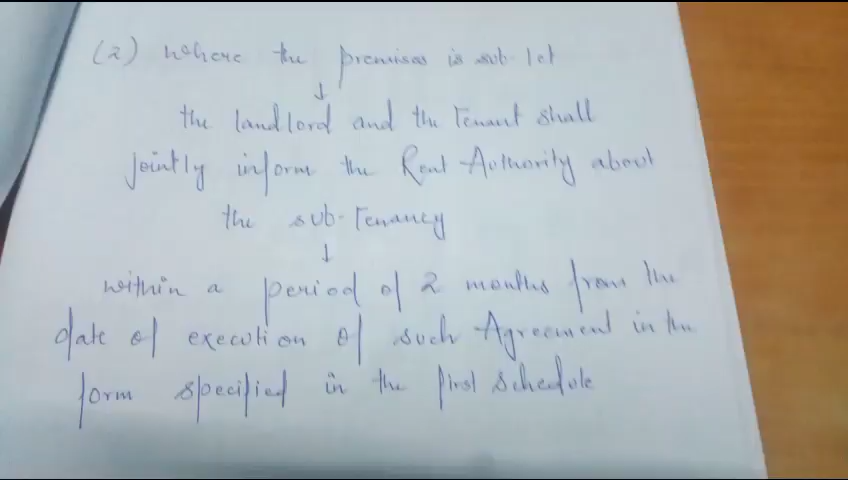 (2) Where the premises is sub let
↓
the landlord and the Tenant shall
jointly inform the Rent Authority about
the sub-Tenancy
↓
within a period of 2 months from the
date of execution of such Agreement in the
form specified in the first schedule